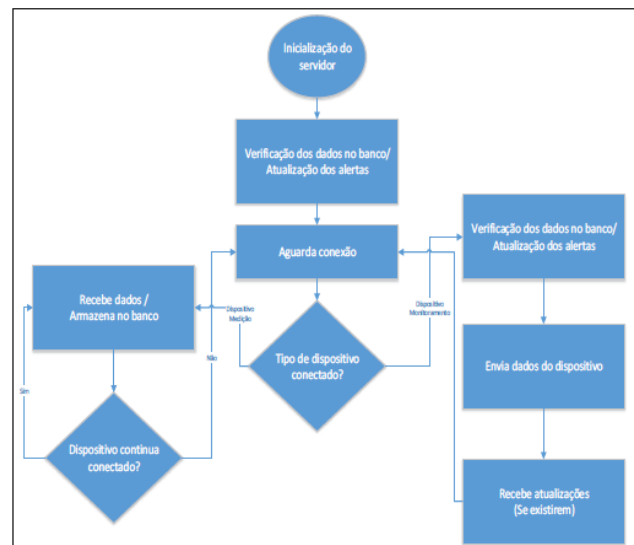 Inicialização do
servidor
Verificação dos dados no banco/
Atualização dos alertas
Aguarda conexão
Tipo de dispositivo
conectado?
Dispositivo
Medição
Recebe dados /
Armazena no banco
Dispositivo continua
conectado?
Sim
Não
Dispositivo
Monitoramento
Verificação dos dados no banco/
Atualização dos alertas
Envia dados do dispositivo
Recebe atualizações
(Se existirem)